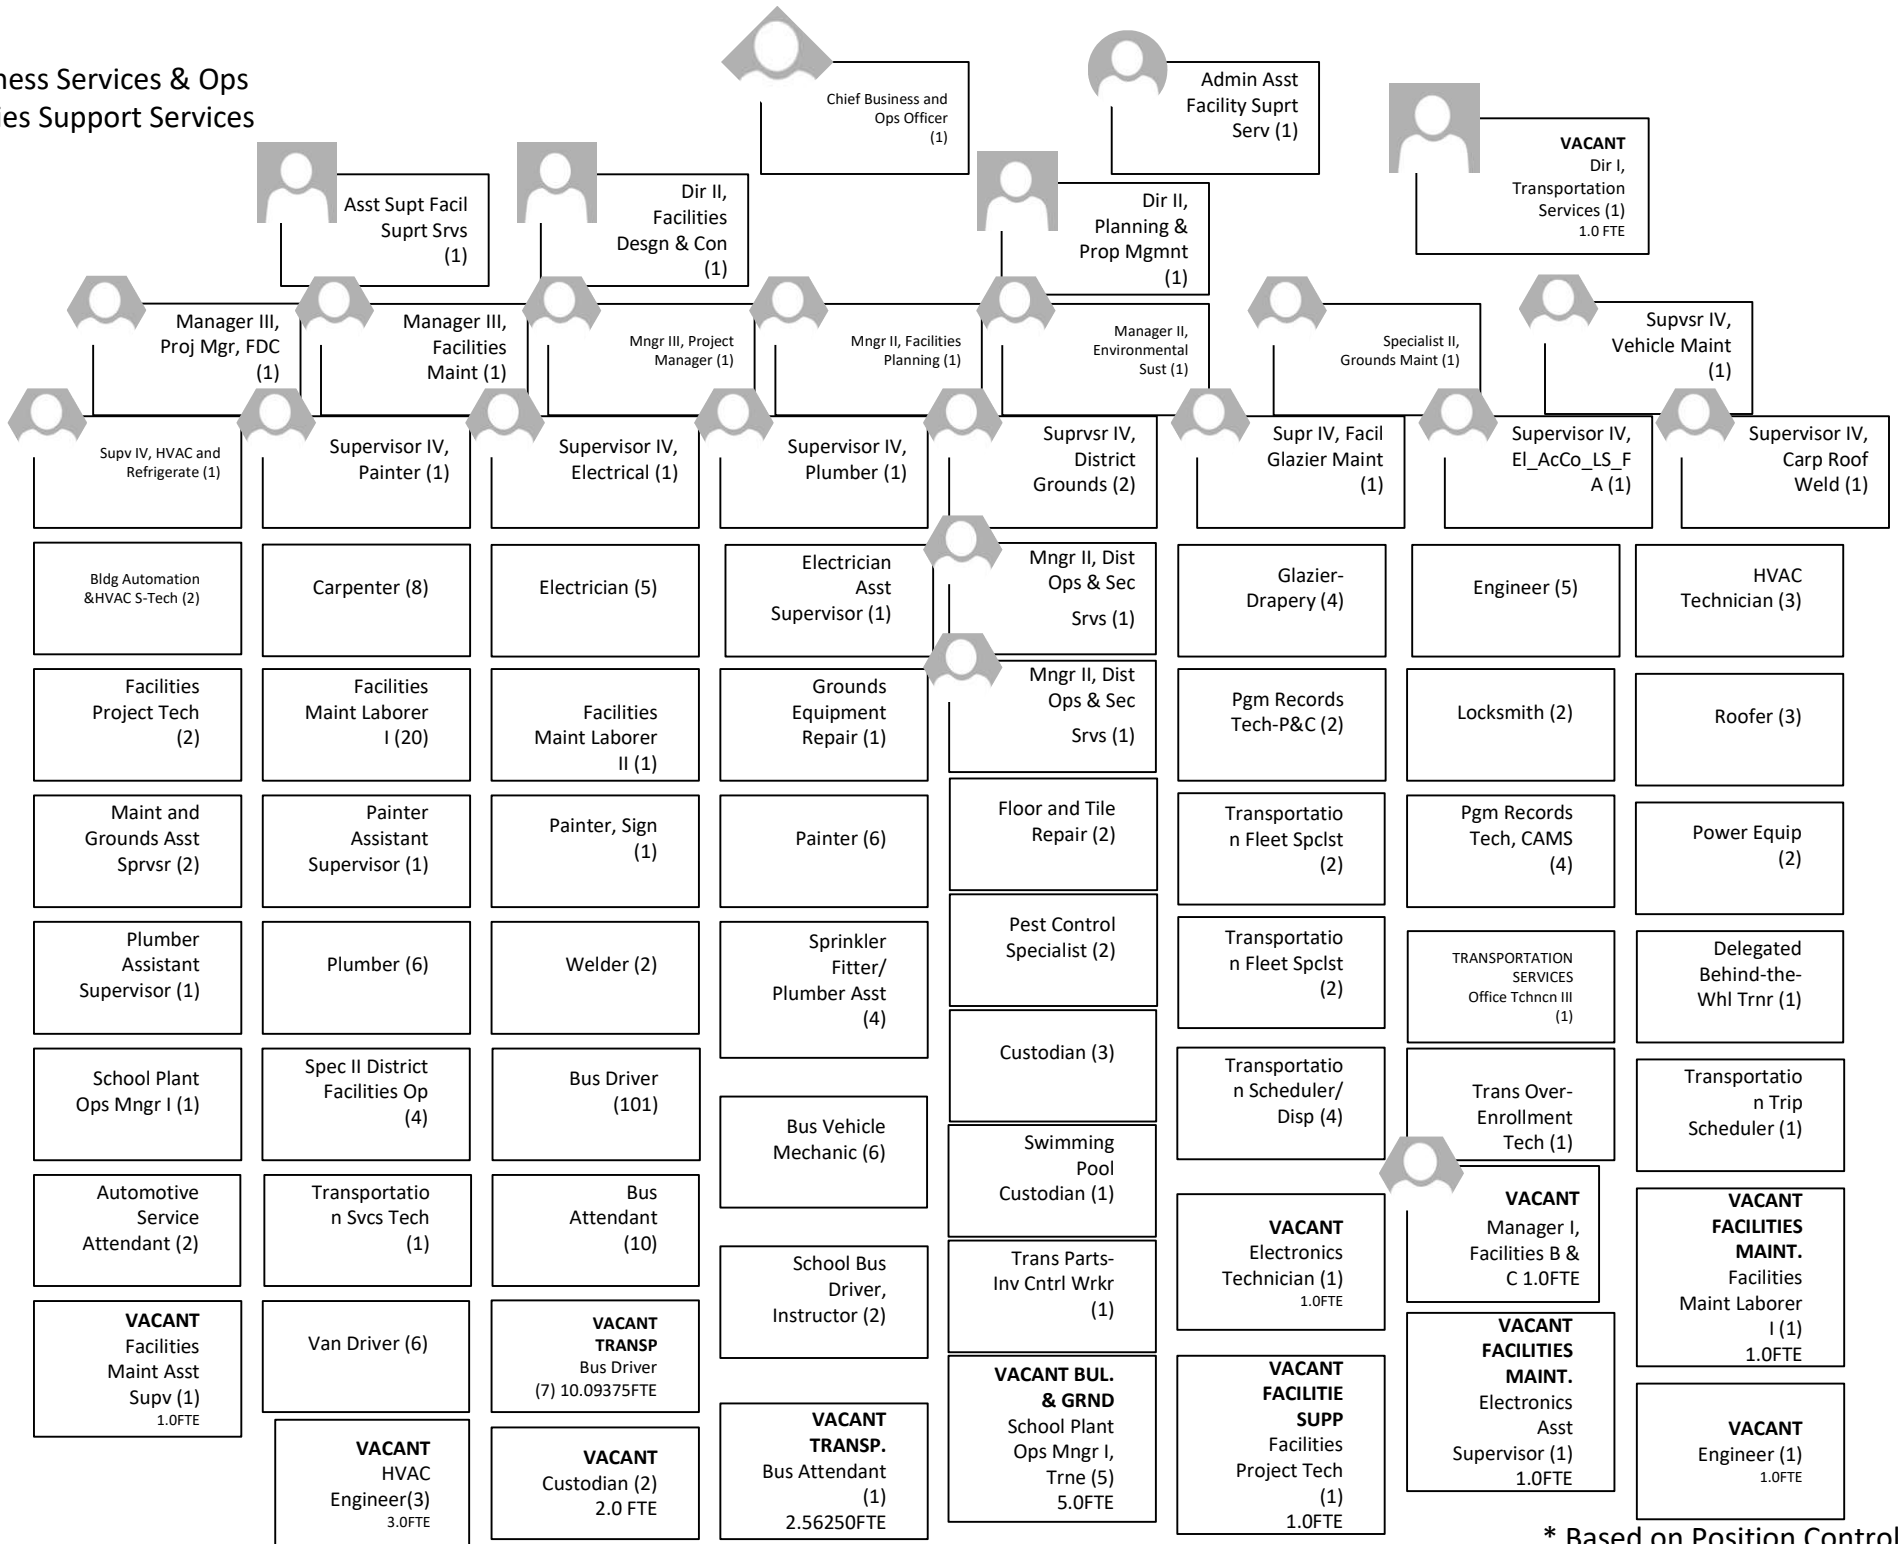 ness Services & Ops
ies Support Services
Chief Business and
Ops Officer
(1)
Admin Asst
Facility Suprt
Serv (1)
VACANT
Dir I,
Transportation
Services (1)
1.0 FTE
Asst Supt Facil
Suprt Srvs
(1)
Dir II,
Facilities
Desgn & Con
(1)
Dir II,
Planning &
Prop Mgmnt
(1)
Manager III,
Proj Mgr, FDC
(1)
Manager III,
Facilities
Maint (1)
Mngr III, Project
Manager (1)
Mngr II, Facilities
Planning (1)
Manager II,
Environmental
Sust (1)
Specialist II,
Grounds Maint (1)
Supvsr IV,
Vehicle Maint
(1)
Supv IV, HVAC and
Refrigerate (1)
Supervisor IV,
Painter (1)
Supervisor IV,
Electrical (1)
Supervisor IV,
Plumber (1)
Suprvsr IV,
District
Grounds (2)
Supr IV, Facil
Glazier Maint
(1)
Supervisor IV,
El_AcCo_LS_F
A (1)
Supervisor IV,
Carp Roof
Weld (1)
Bldg Automation
&HVAC S-Tech (2)
Carpenter (8)
Electrician (5)
Electrician
Asst
Supervisor (1)
Mngr II, Dist
Ops & Sec
Srvs (1)
Glazier-
Drapery (4)
Engineer (5)
HVAC
Technician (3)
Facilities
Project Tech
(2)
Facilities
Maint Laborer
I (20)
Facilities
Maint Laborer
II (1)
Grounds
Equipment
Repair (1)
Mngr II, Dist
Ops & Sec
Srvs (1)
Pgm Records
Tech-P&C (2)
Locksmith (2)
Roofer (3)
Maint and
Grounds Asst
Sprvsr (2)
Painter
Assistant
Supervisor (1)
Painter, Sign
(1)
Painter (6)
Floor and Tile
Repair (2)
Transportatio
n Fleet Spclst
(2)
Pgm Records
Tech, CAMS
(4)
Power Equip
(2)
Plumber
Assistant
Supervisor (1)
Plumber (6)
Welder (2)
Sprinkler
Fitter/
Plumber Asst
(4)
Pest Control
Specialist (2)
Transportatio
n Fleet Spclst
(2)
TRANSPORTATION
SERVICES
Office Tchncn III
(1)
Delegated
Behind-the-
Whl Trnr (1)
School Plant
Ops Mngr I (1)
Spec II District
Facilities Op
(4)
Bus Driver
(101)
Bus Vehicle
Mechanic (6)
Custodian (3)
Transportatio
n Scheduler/
Disp (4)
Trans Over-
Enrollment
Tech (1)
Transportatio
n Trip
Scheduler (1)
Automotive
Service
Attendant (2)
Transportatio
n Svcs Tech
(1)
Bus
Attendant
(10)
School Bus
Driver,
Instructor (2)
Swimming
Pool
Custodian (1)
VACANT
Electronics
Technician (1)
1.0FTE
VACANT
Manager I,
Facilities B &
C 1.0FTE
VACANT
FACILITIES
MAINT.
Facilities
Maint Laborer
I (1)
1.0FTE
VACANT
Facilities
Maint Asst
Supv (1)
1.0FTE
Van Driver (6)
VACANT
TRANSP
Bus Driver
(7) 10.09375FTE
Trans Parts-
Inv Cntrl Wrkr
(1)
VACANT
HVAC
Engineer(3)
3.0FTE
VACANT
Custodian (2)
2.0 FTE
VACANT
TRANSP.
Bus Attendant
(1)
2.56250FTE
VACANT BUL.
& GRND
School Plant
Ops Mngr I,
Trne (5)
5.0FTE
VACANT
FACILITIE
SUPP
Facilities
Project Tech
(1)
1.0FTE
VACANT
FACILITIES
MAINT.
Electronics
Asst
Supervisor (1)
1.0FTE
VACANT
Engineer (1)
1.0FTE
* Based on Position Control